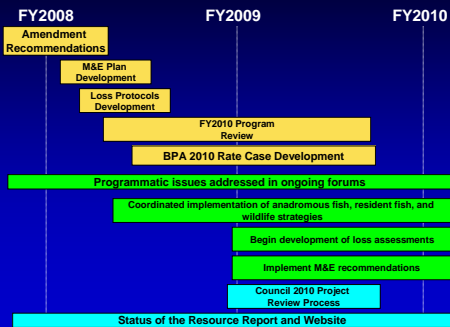 FY2008 FY2009 FY2010
Amendment
Recommendations
M&E Plan
Development
Loss Protocols
Development
FY2010 Program
Review
BPA 2010 Rate Case Development
Programmatic issues addressed in ongoing forums
Coordinated implementation of anadromous fish, resident fish, and
wildlife strategies
Begin development of loss assessments
Implement M&E recommendations
Council 2010 Project
Review Process
Status of the Resource Report and Website